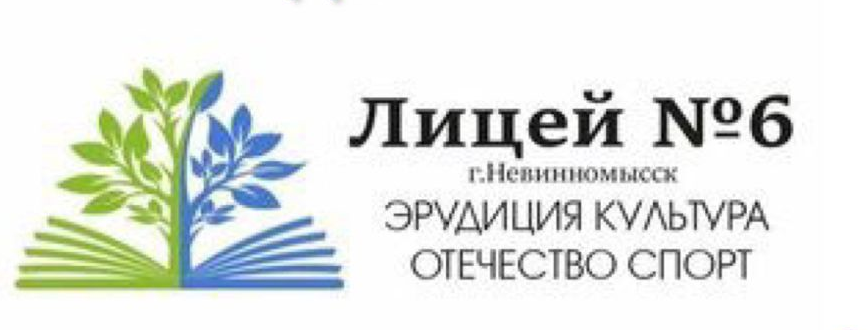 Лицей №6
г.Невинномысск
ЭРУДИЦИЯ КУЛЬТУРА
ОТЕЧЕСТВО СПОРТ